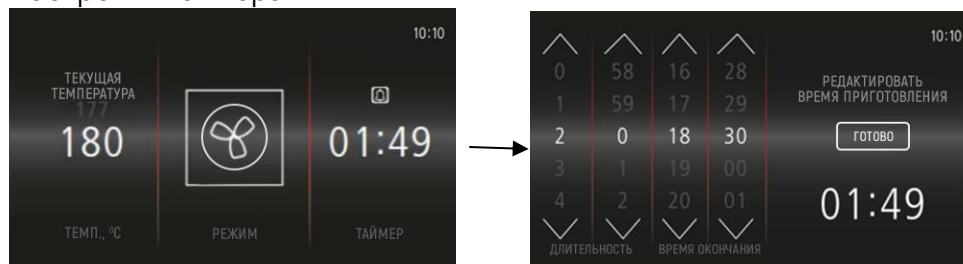 10:10
ТЕКУЩАЯ
ТЕМПЕРАТУРА
177
180
01:49
ТЕМП., °C
РЕЖИМ
ТАЙМЕР
10:10
0 58 16 28
1 59 17 29
2 0 18 30
3 1 19 00
4 2 20 01
ДЛИТЕЛЬНОСТЬ ВРЕМЯ ОКОНЧАНИЯ
РЕДАКТИРОВАТЬ
ВРЕМЯ ПРИГОТОВЛЕНИЯ
ГОТОВО
01:49